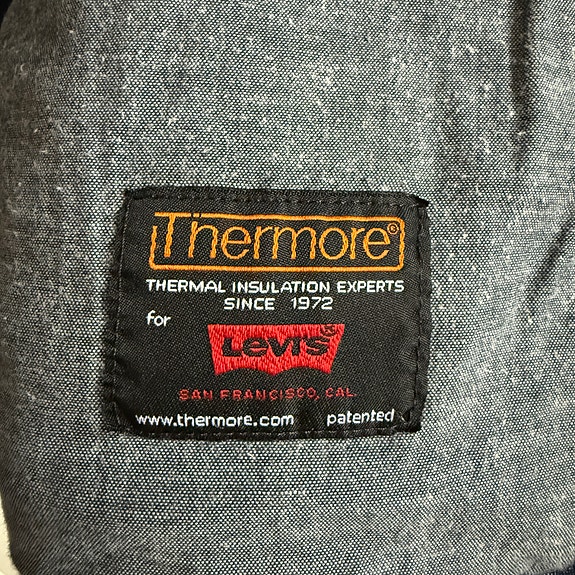 Thermore®
THERMAL INSULATION EXPERTS
SINCE 1972
for
LEVI'S®
SAN FRANCISCO, CAL.
www.thermore.com patented